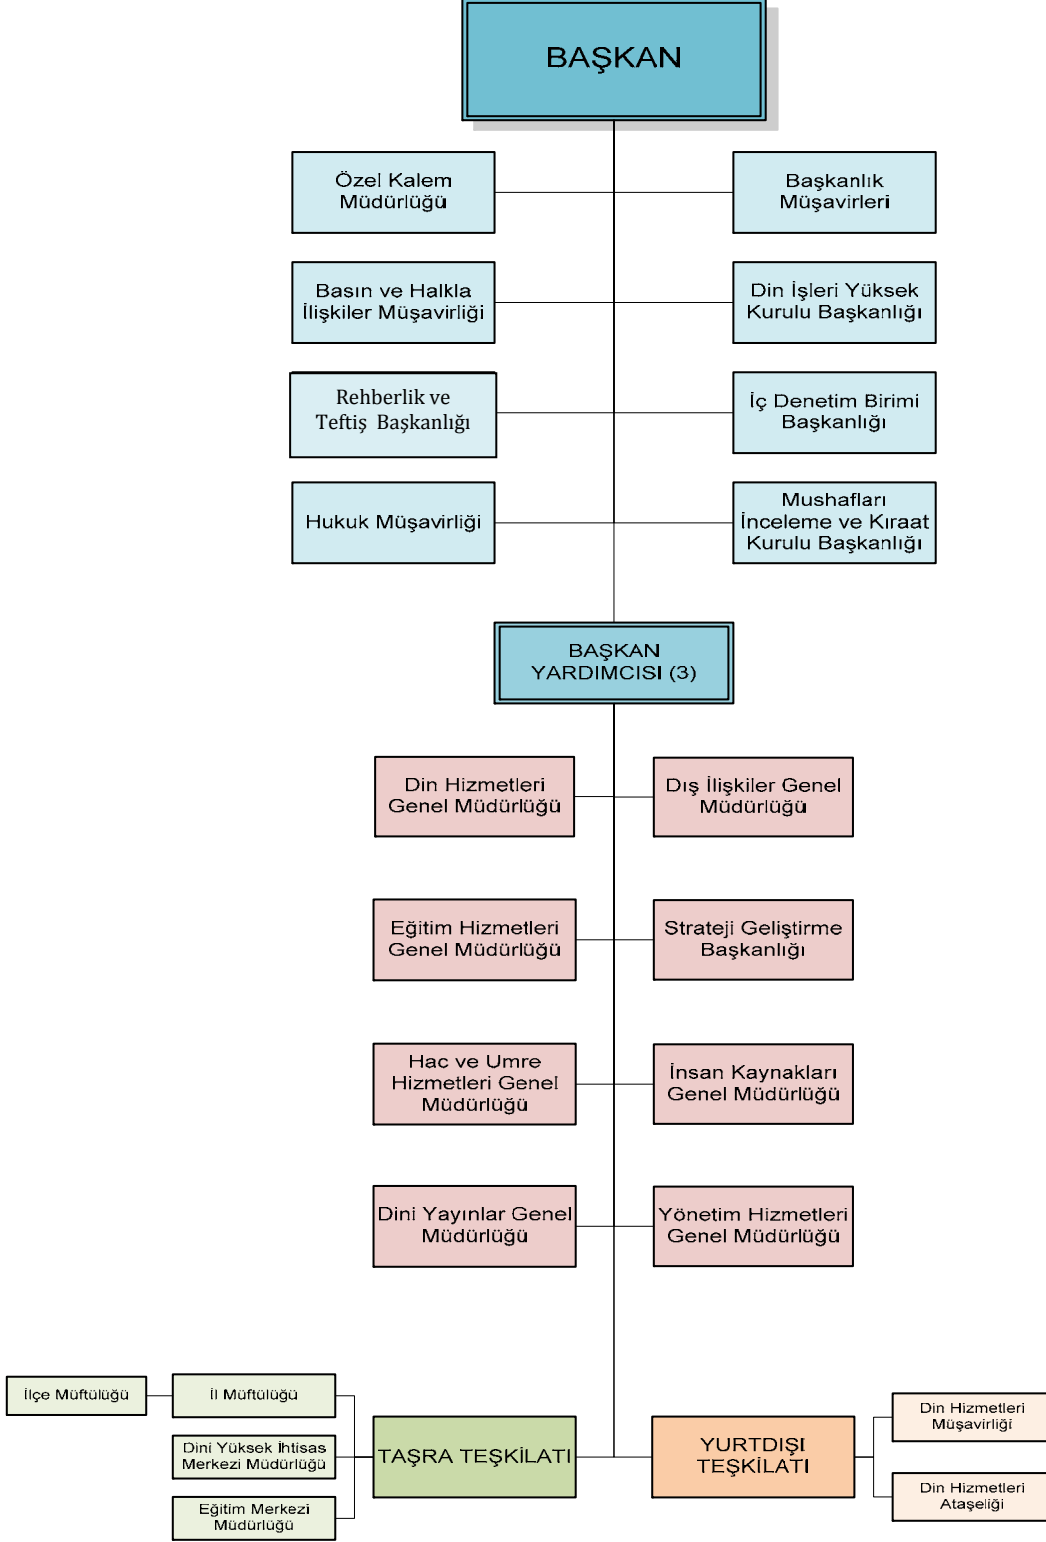 BAŞKAN
Özel Kalem
Müdürlüğü
Başkanlık
Müşavirleri
Basın ve Halkla
İlişkiler Müşavirliği
Din İşleri Yüksek
Kurulu Başkanlığı
Rehberlik ve
Teftiş Başkanlığı
İç Denetim Birimi
Başkanlığı
Hukuk Müşavirliği
Mushafları
İnceleme ve Kıraat
Kurulu Başkanlığı
BAŞKAN
YARDIMCISI (3)
Din Hizmetleri
Genel Müdürlüğü
Dış İlişkiler Genel
Müdürlüğü
Eğitim Hizmetleri
Genel Müdürlüğü
Strateji Geliştirme
Başkanlığı
Hac ve Umre
Hizmetleri Genel
Müdürlüğü
İnsan Kaynakları
Genel Müdürlüğü
Dini Yayınlar Genel
Müdürlüğü
Yönetim Hizmetleri
Genel Müdürlüğü
İlçe Müftülüğü
İl Müftülüğü
Dini Yüksek İhtisas
Merkezi Müdürlüğü
Eğitim Merkezi
Müdürlüğü
TAŞRA TEŞKİLATI
YURTDIŞI
TEŞKİLATI
Din Hizmetleri
Müşavirliği
Din Hizmetleri
Ataşeliği